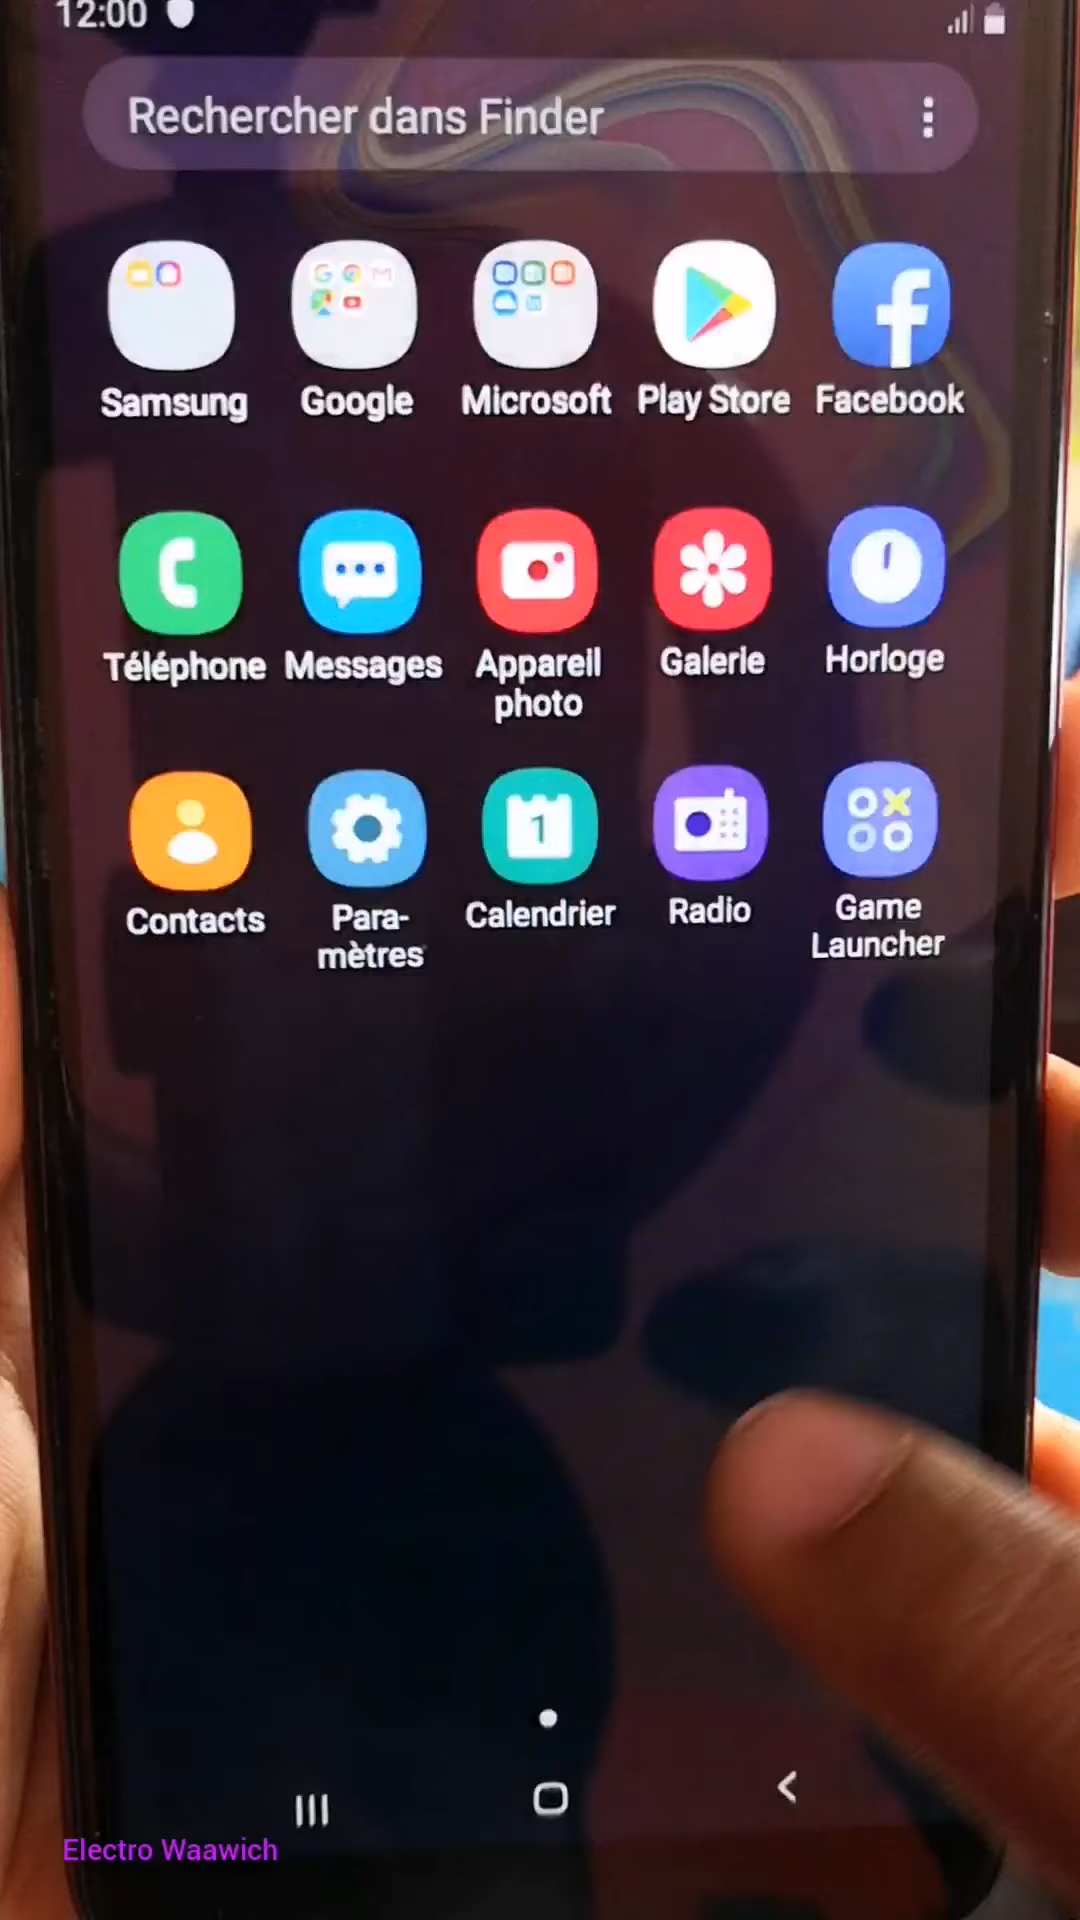 12:00
Rechercher dans Finder
Samsung
Google
Microsoft
Play Store
Facebook
Téléphone
Messages
Appareil
photo
Galerie
Horloge
Contacts
Para-
mètres
1
Calendrier
Radio
Game
Launcher
Electro Waawich